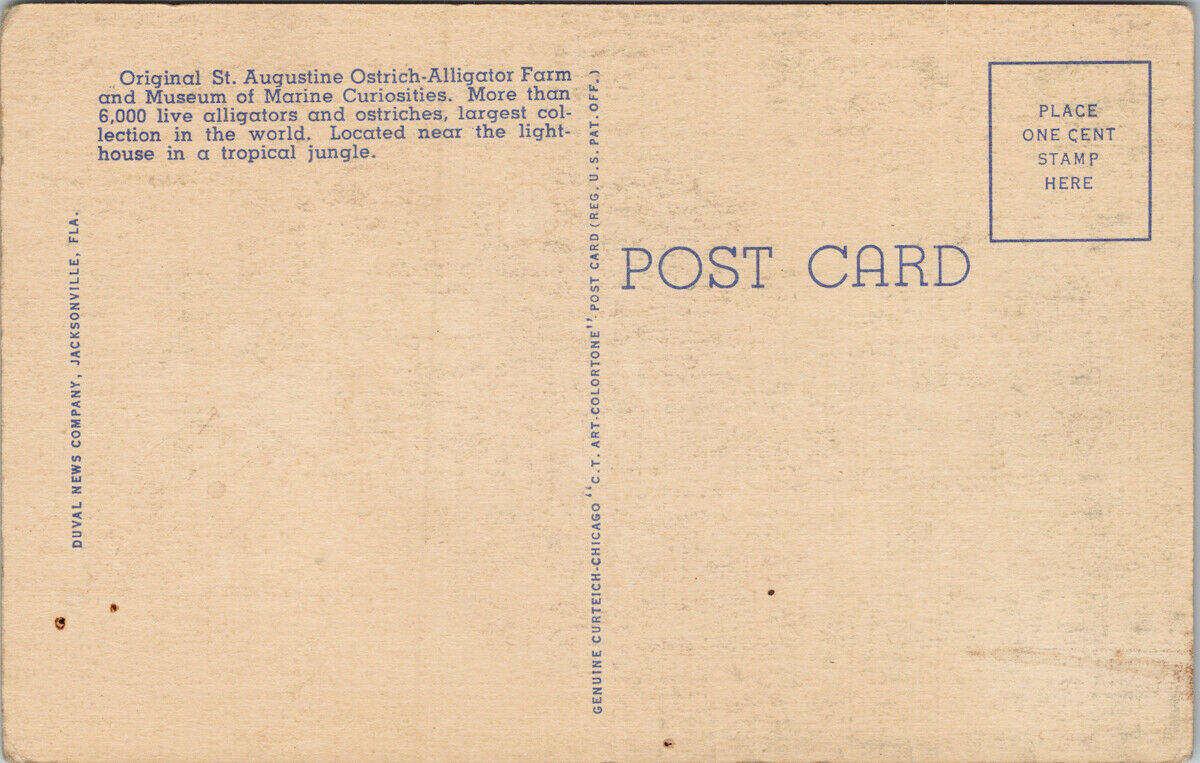 Original St. Augustine Ostrich-Alligator Farm
and Museum of Marine Curiosities. More than
6,000 live alligators and ostriches, largest col-
lection in the world. Located near the light-
house in a tropical jungle.
DUVAL NEWS COMPANY, JACKSONVILLE, FLA.
GENUINE CURTEICH-CHICAGO "C.T. ART-COLORTONE" POST CARD (REG. U.S. PAT. OFF.)
POST CARD
PLACE
ONE CENT
STAMP
HERE